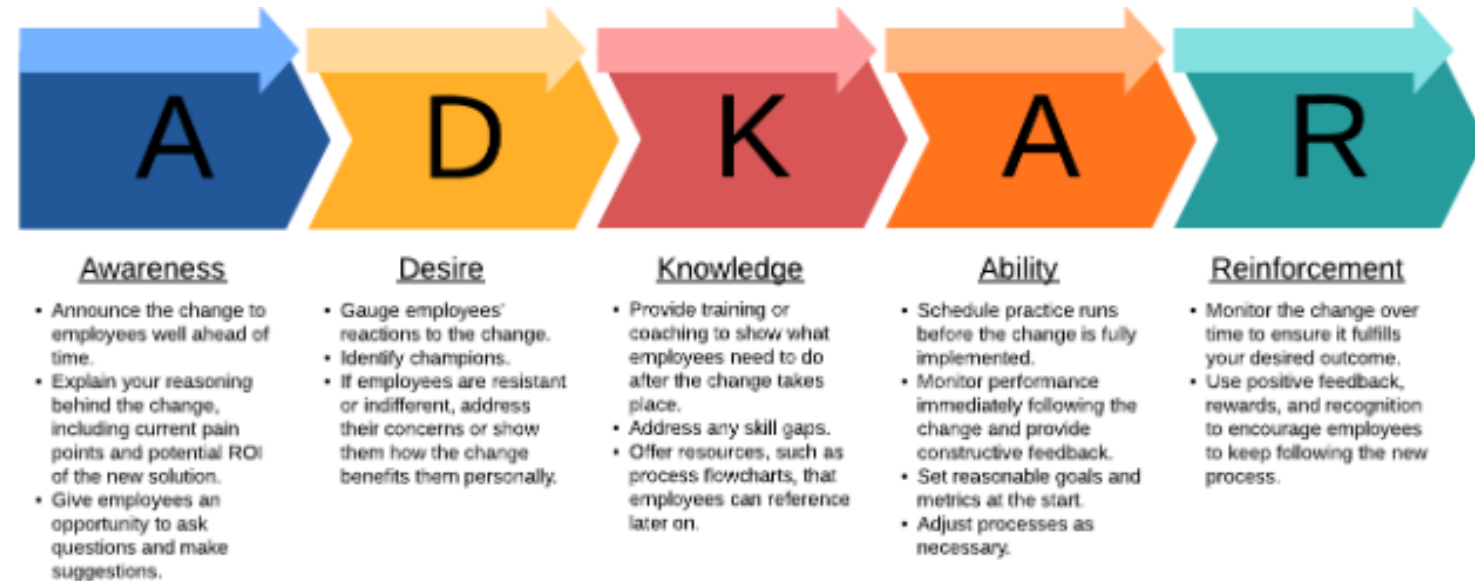 A
D
K
A
R
Awareness
• Announce the change to
employees well ahead of
time.
• Explain your reasoning
behind the change,
including current pain
points and potential ROI
of the new solution.
• Give employees an
opportunity to ask
questions and make
suggestions.
Desire
• Gauge employees'
reactions to the change.
• Identify champions.
• If employees are resistant
or indifferent, address
their concerns or show
them how the change
benefits them personally.
Knowledge
• Provide training or
coaching to show what
employees need to do
after the change takes
place.
• Address any skill gaps.
• Offer resources, such as
process flowcharts, that
employees can reference
later on.
Ability
• Schedule practice runs
before the change is fully
implemented.
• Monitor performance
immediately following the
change and provide
constructive feedback.
• Set reasonable goals and
metrics at the start.
• Adjust processes as
necessary.
Reinforcement
• Monitor the change over
time to ensure it fulfills
your desired outcome.
• Use positive feedback,
rewards, and recognition
to encourage employees
to keep following the new
process.